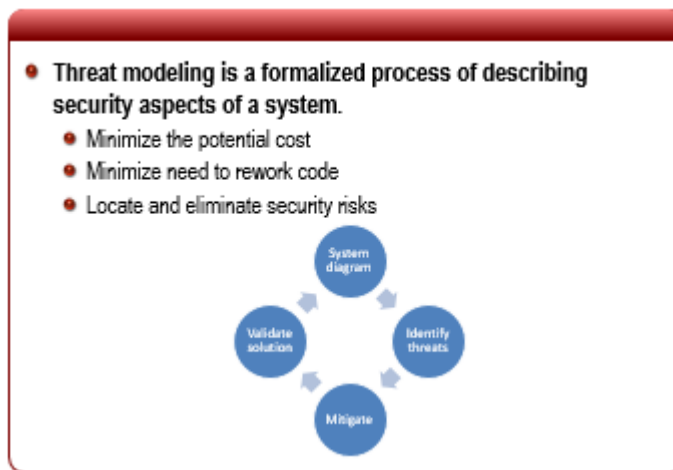 Threat modeling is a formalized process of describing
security aspects of a system.
Minimize the potential cost
Minimize need to rework code
Locate and eliminate security risks
System
diagram
Validate
solution
Identify
threats
Mitigate